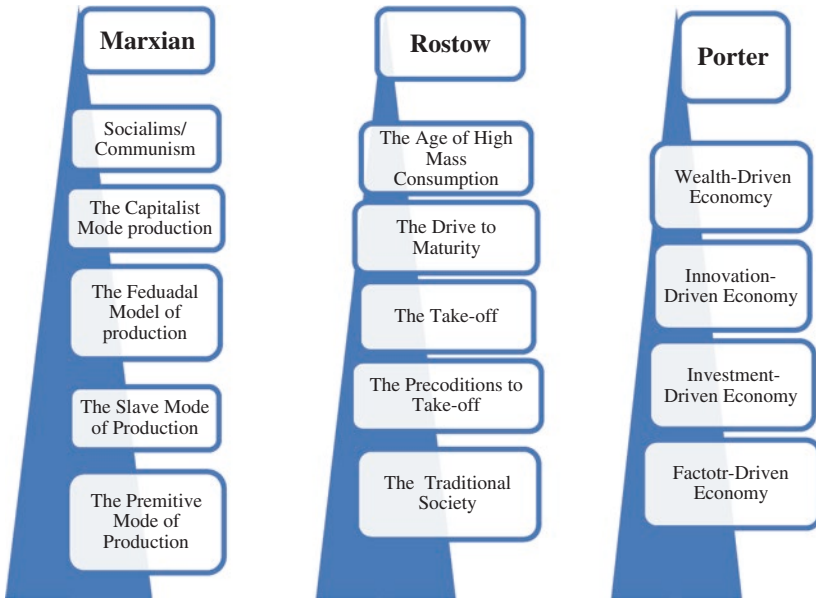 Marxian
Socialims/
Communism
The Capitalist
Mode production
The Feduadal
Model of
production
The Slave Mode
of Production
The Premitive
Mode of
Production
Rostow
The Age of High
Mass
Consumption
The Drive to
Maturity
The Take-off
The Precoditions to
Take-off
The Traditional
Society
Porter
Wealth-Driven
Economcy
Innovation-
Driven Economy
Investment-
Driven Economy
Factotr-Driven
Economy